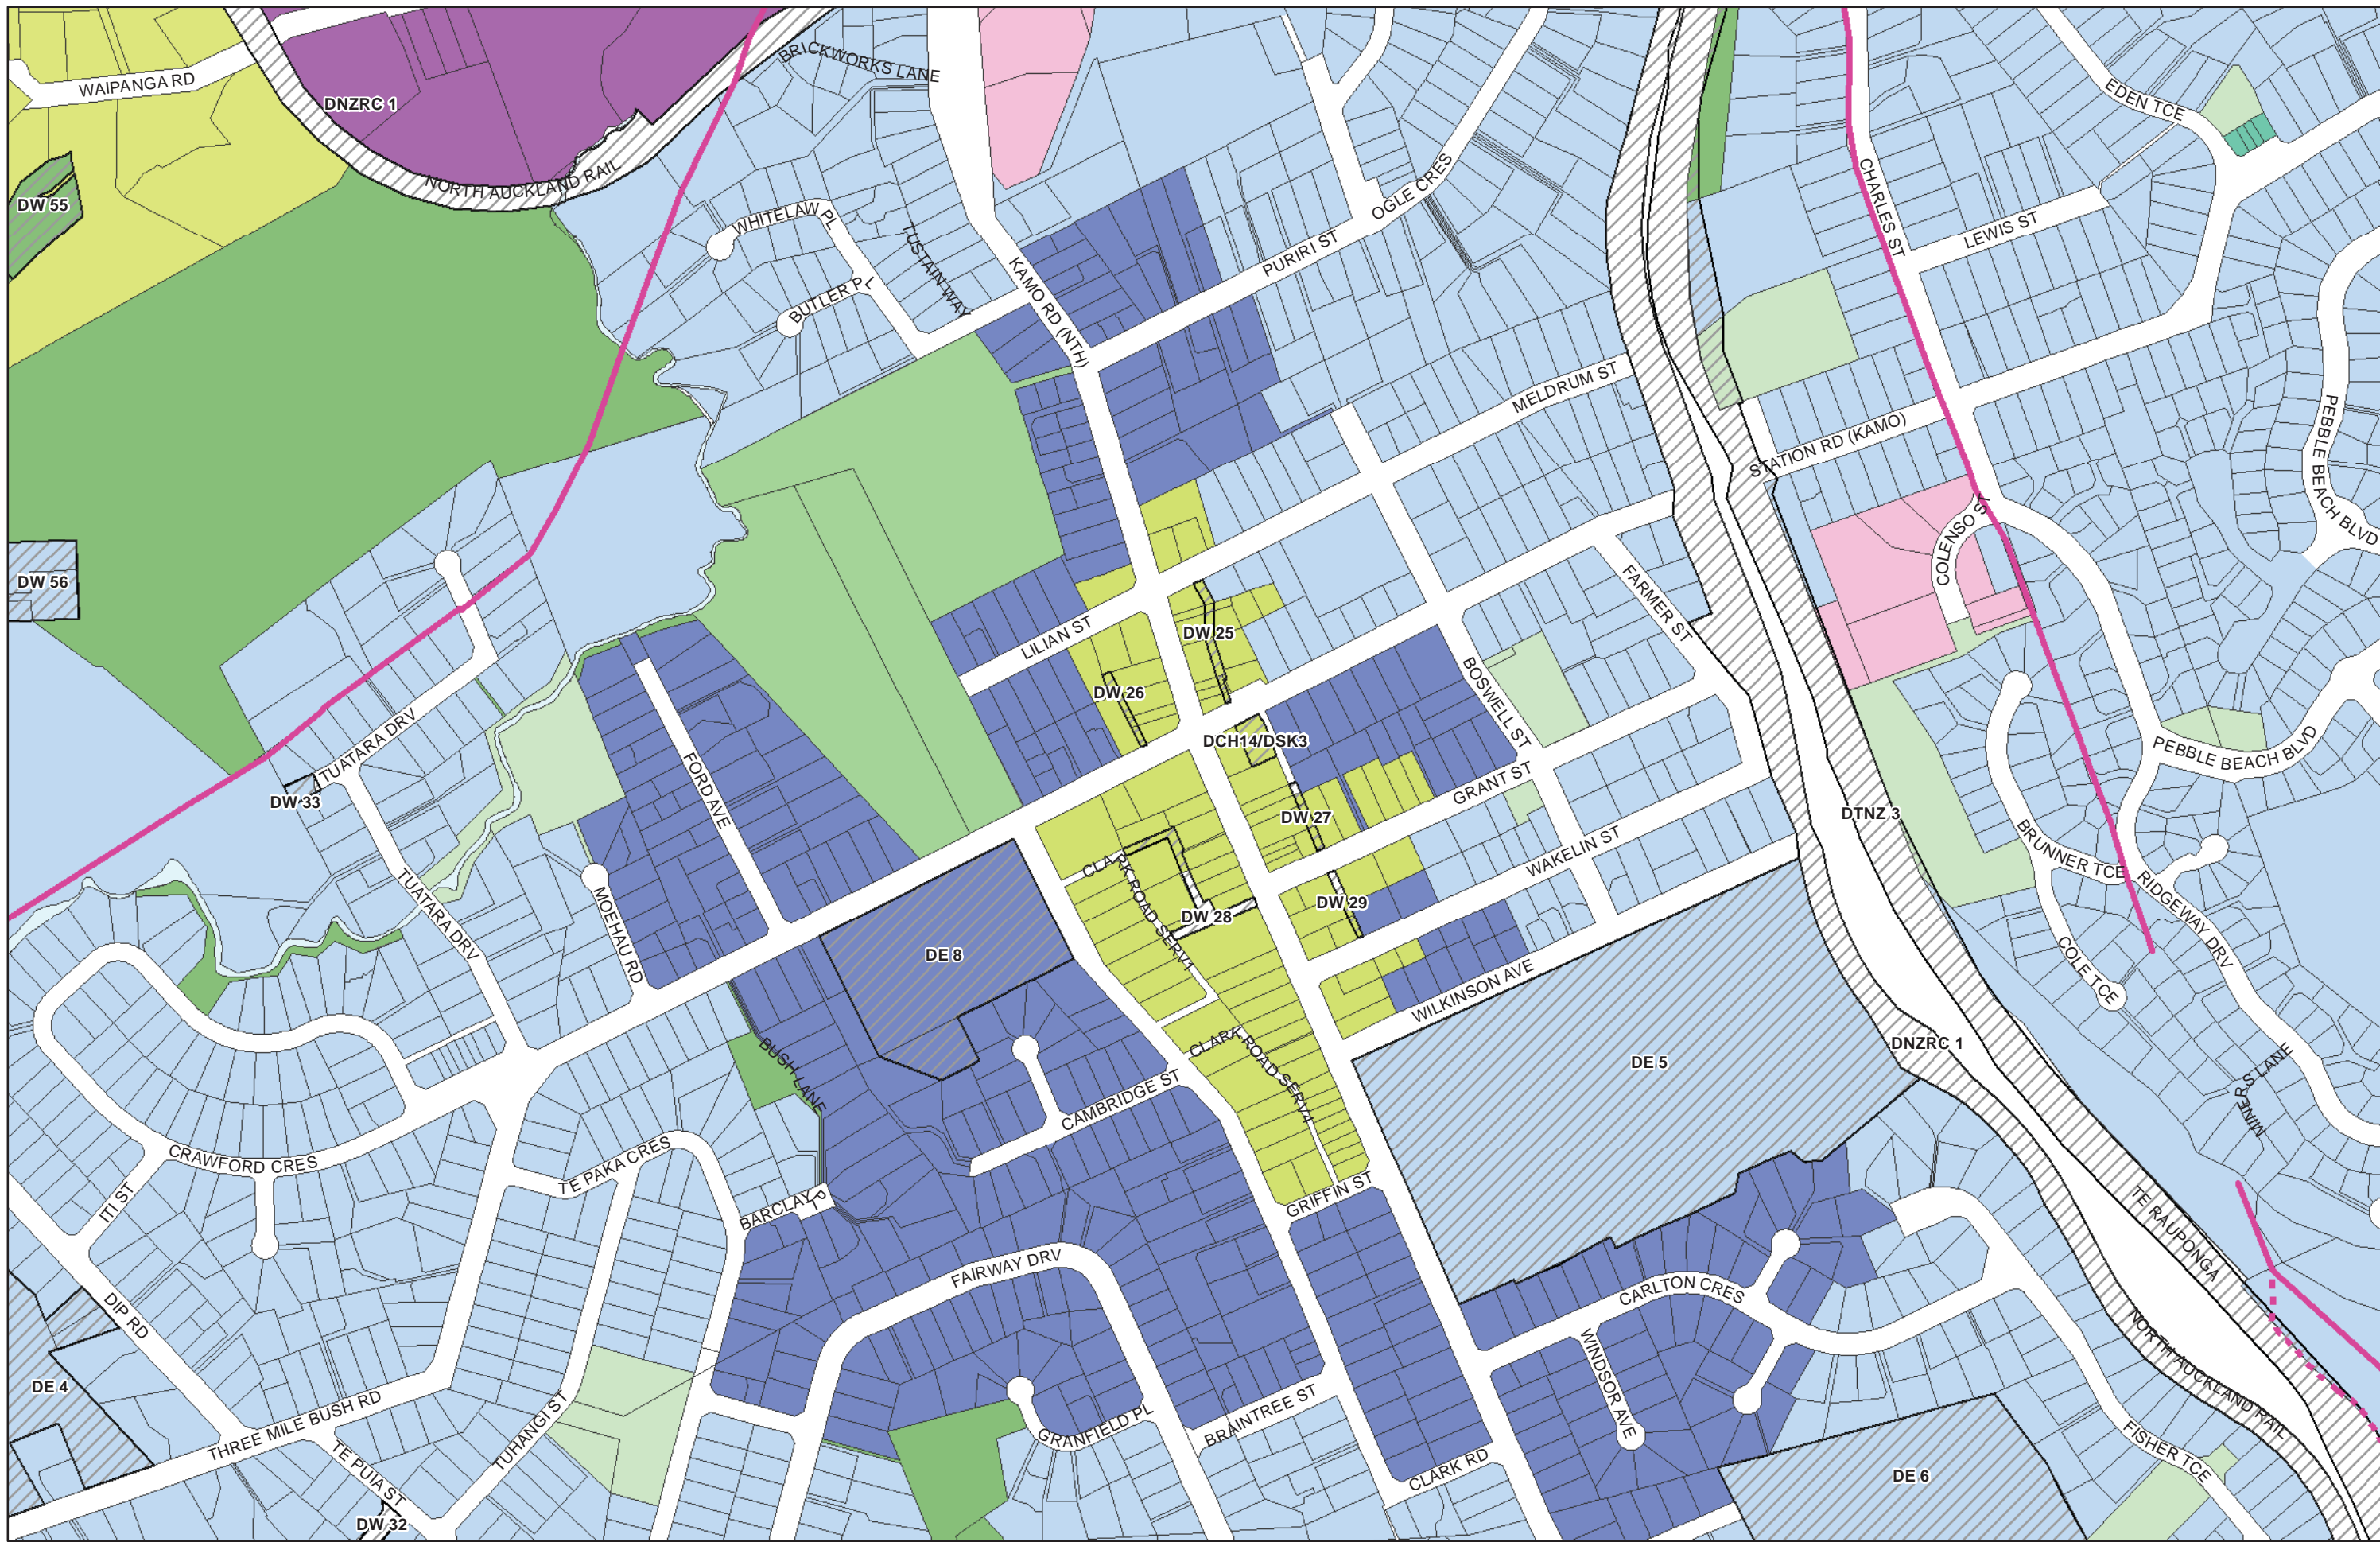 BRICKWORKS LANE
WAIPANGA RD
DNZRC 1
EDEN TCE
NORTH AUCKLAND RAIL
DW 55
CHARLES ST
OGLE CRES
WHITELAW PL
LEWIS ST
TUSTAIN WAY
PURIRI ST
KAMO RD (NTH)
BUTLER PL
MELDRUM ST
PEBBLE BEACH BLVD
STATION RD (KAMO)
COLENSO ST
DW 56
FARMER ST
DW 25
LILIAN ST
DW 26
BOSWELL ST
TUATARA DRV
DCH14/DSK3
PEBBLE BEACH BLVD
GRANT ST
FORD AVE
DW 33
DW 27
DTNZ 3
WAKELIN ST
BRUNNER TCE
CLARK ROAD SERV1
TUATARA DRV
MOEHAU RD
DW 28
DW 29
RIDGEWAY DRV
DE 8
COLE TCE
WILKINSON AVE
DNZRC 1
CLARK ROAD SERV4
DE 5
BUSH LANE
MINERS LANE
CAMBRIDGE ST
CRAWFORD CRES
TE PAKA CRES
ITI ST
BARCLAY PL
GRIFFIN ST
TE RAUPONGA
FAIRWAY DRV
CARLTON CRES
DIP RD
WINDSOR AVE
NORTH AUCKLAND RAIL
DE 4
THREE MILE BUSH RD
TUHANGI ST
GRANFIELD PL
BRAINTREE ST
TE PUIA ST
CLARK RD
FISHER TCE
DE 6
DW 32